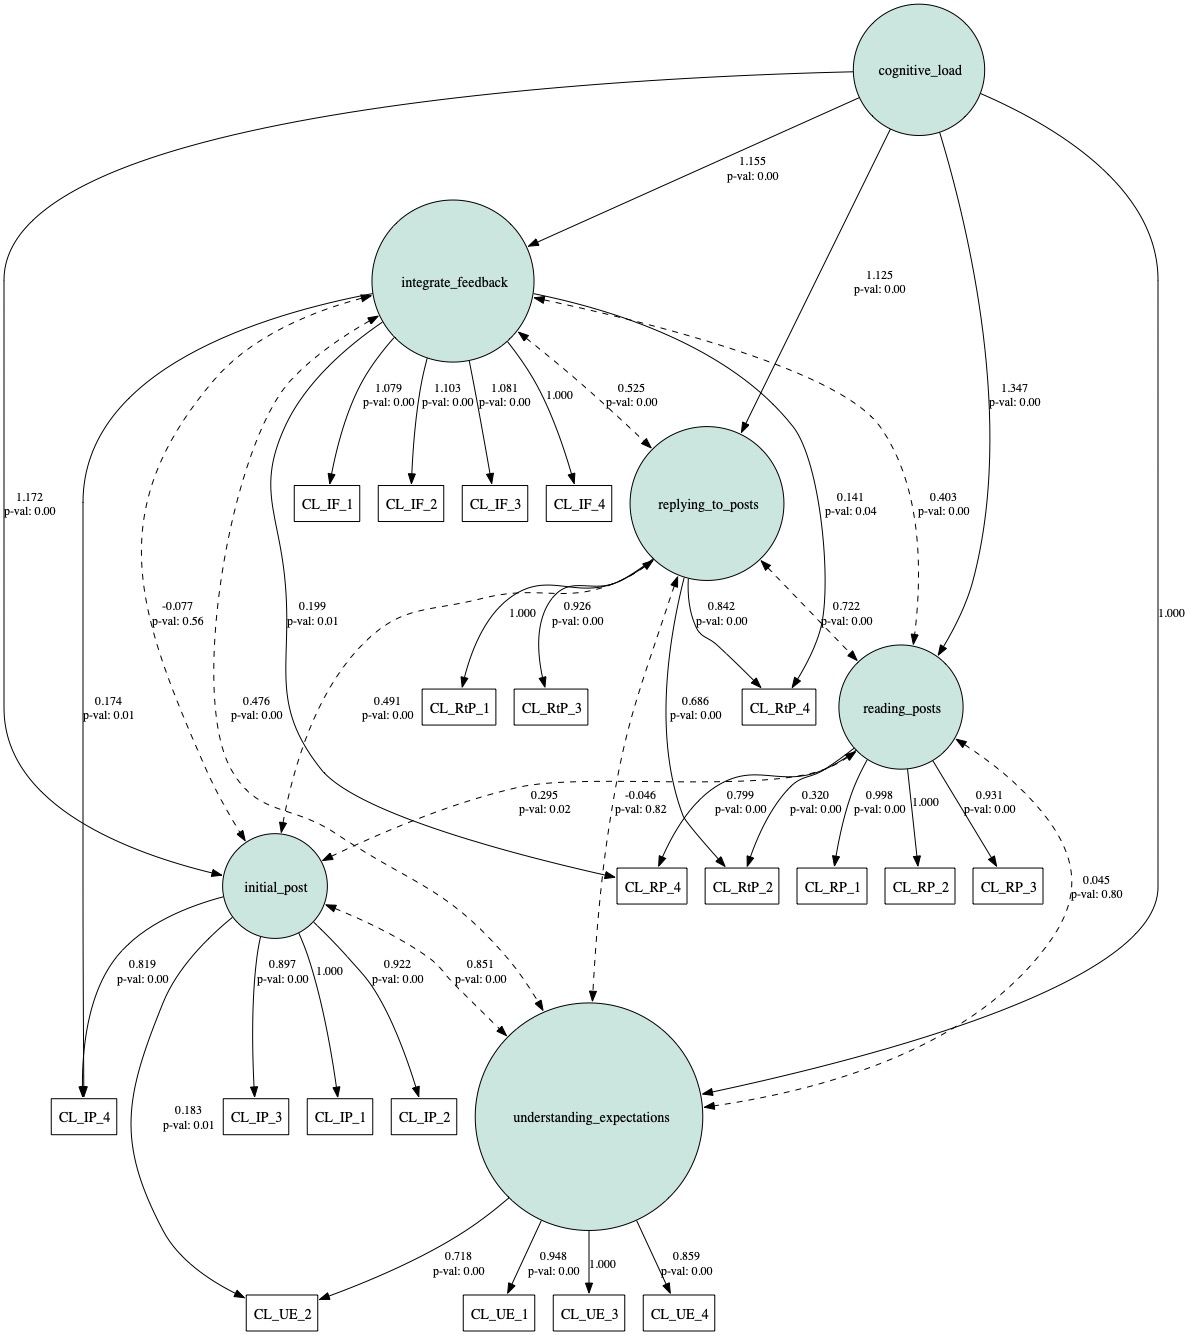 cognitive_load
1.155
p-val: 0.00
integrate_feedback
1.125
p-val: 0.00
1.079
p-val: 0.00
1.103
p-val: 0.00
1.081
p-val: 0.00
1.000
0.525
p-val: 0.00
1.347
p-val: 0.00
1.172
p-val: 0.00
CL_IF_1
CL_IF_2
CL_IF_3
CL_IF_4
replying_to_posts
0.141
p-val: 0.04
0.403
p-val: 0.00
-0.077
p-val: 0.56
0.199
p-val: 0.01
1.000
0.926
p-val: 0.00
0.842
p-val: 0.00
0.722
p-val: 0.00
1.000
0.174
p-val: 0.01
0.476
p-val: 0.00
0.491
p-val: 0.00
CL_RtP_1
CL_RtP_3
0.686
p-val: 0.00
CL_RtP_4
reading_posts
0.295
p-val: 0.02
-0.046
p-val: 0.82
0.799
p-val: 0.00
0.320
p-val: 0.00
0.998
p-val: 0.00
1.000
0.931
p-val: 0.00
initial_post
CL_RP_4
CL_RtP_2
CL_RP_1
CL_RP_2
CL_RP_3
0.045
p-val: 0.80
0.819
p-val: 0.00
0.897
p-val: 0.00
1.000
0.922
p-val: 0.00
0.851
p-val: 0.00
CL_IP_4
0.183
p-val: 0.01
CL_IP_3
CL_IP_1
CL_IP_2
understanding_expectations
0.718
p-val: 0.00
0.948
p-val: 0.00
1.000
0.859
p-val: 0.00
CL_UE_2
CL_UE_1
CL_UE_3
CL_UE_4